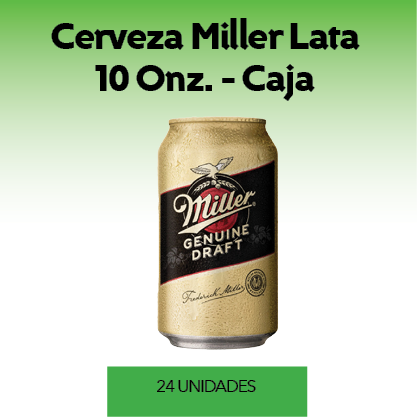 Cerveza Miller Lata
10 Onz. - Caja
Miller
GENUINE
DRAFT
Frederick Miller
24 UNIDADES